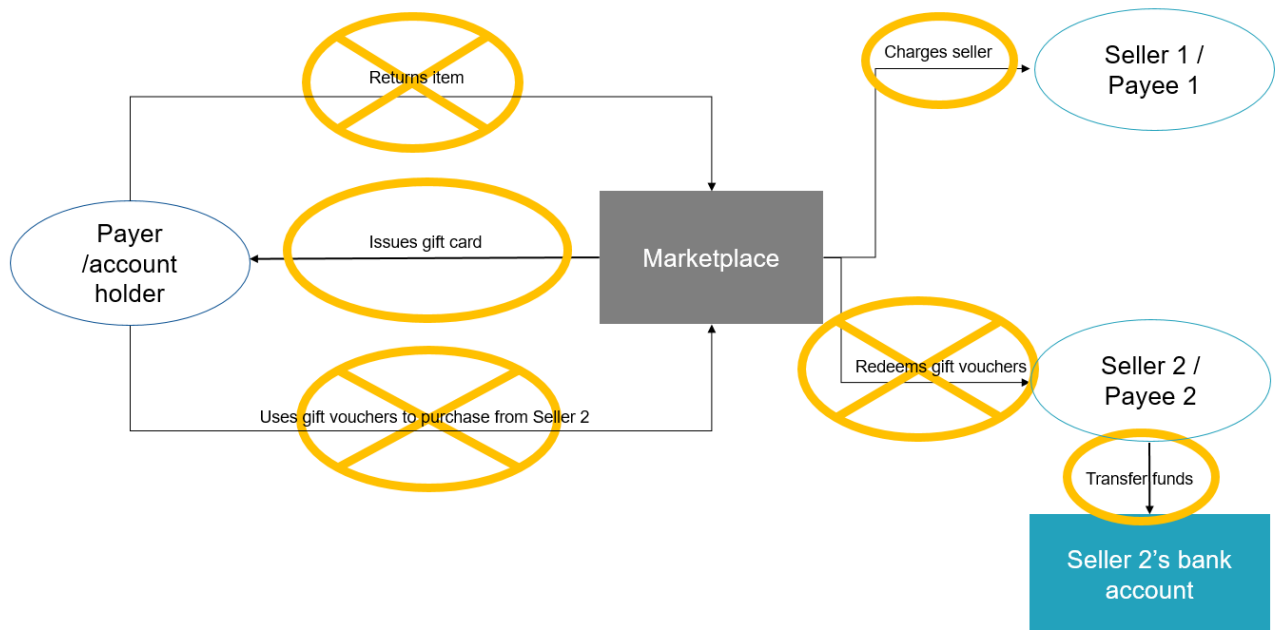 Returns item
Charges seller
Seller 1 /
Payee 1
Payer
/account
holder
Issues gift card
Marketplace
Redeems gift vouchers
Seller 2 /
Payee 2
Uses gift vouchers to purchase from Seller 2
Transfer funds
Seller 2’s bank
account